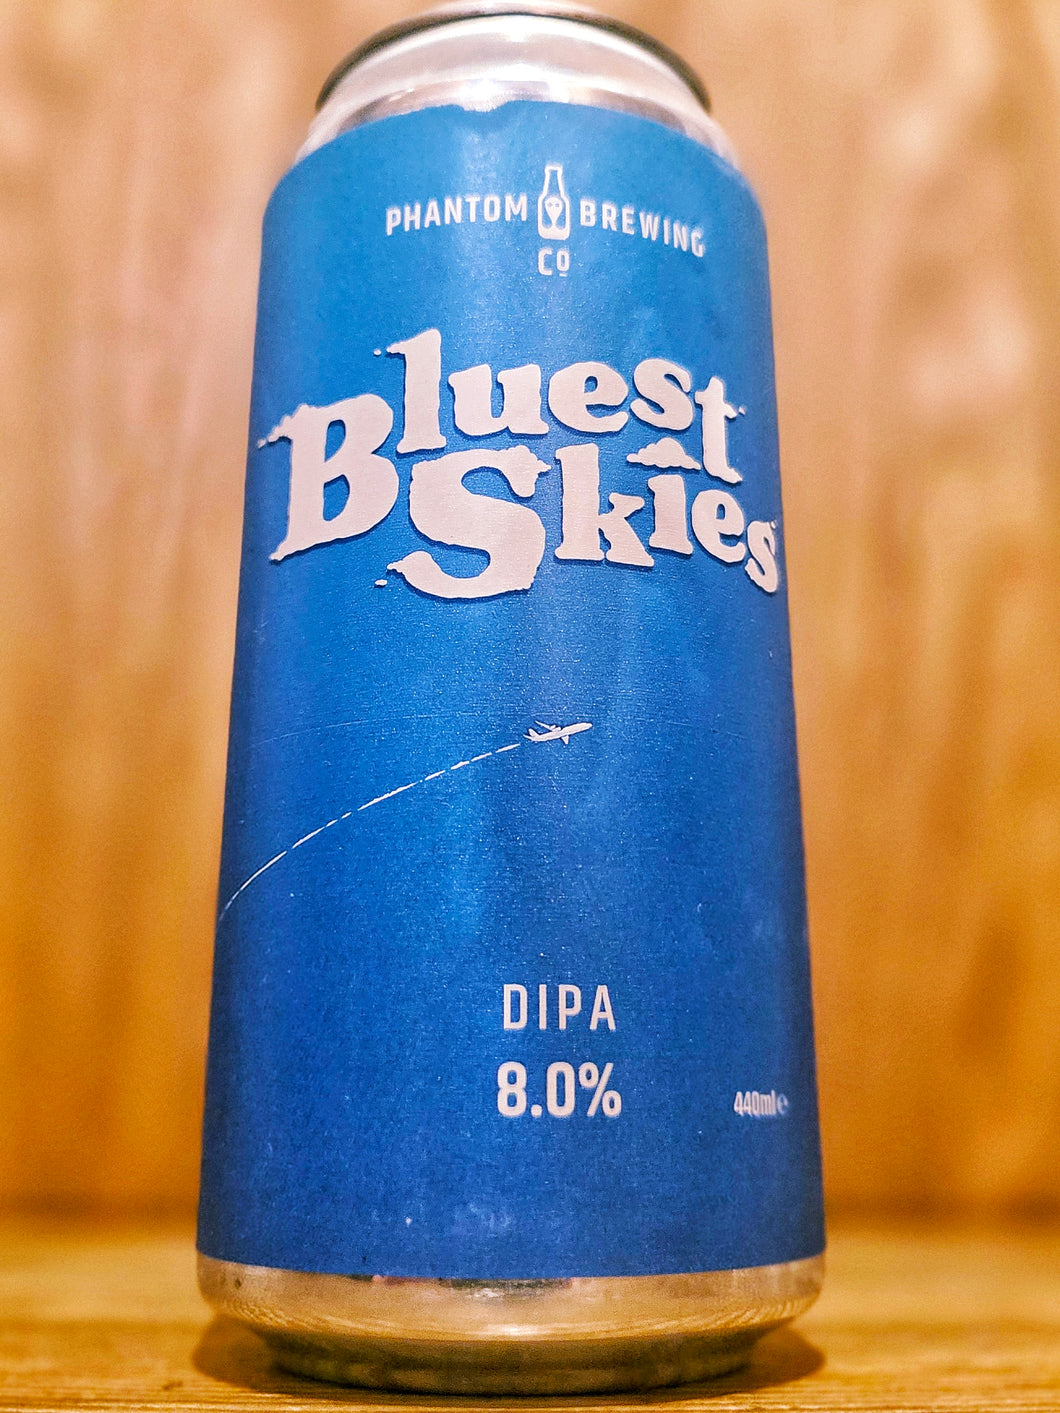 PHANTOM BREWING
CO
Bluest
Skies
DIPA
8.0%
440ml℮